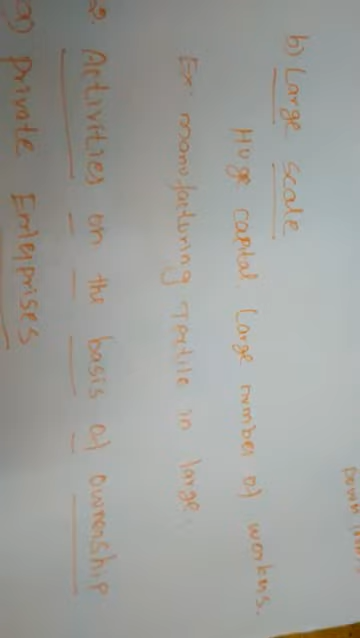 b) Large scale
Huge capital. Large number of workers.
Ex: manufacturing Textile in large.
2. Activities on the basis of ownership
a) Private Enterprises